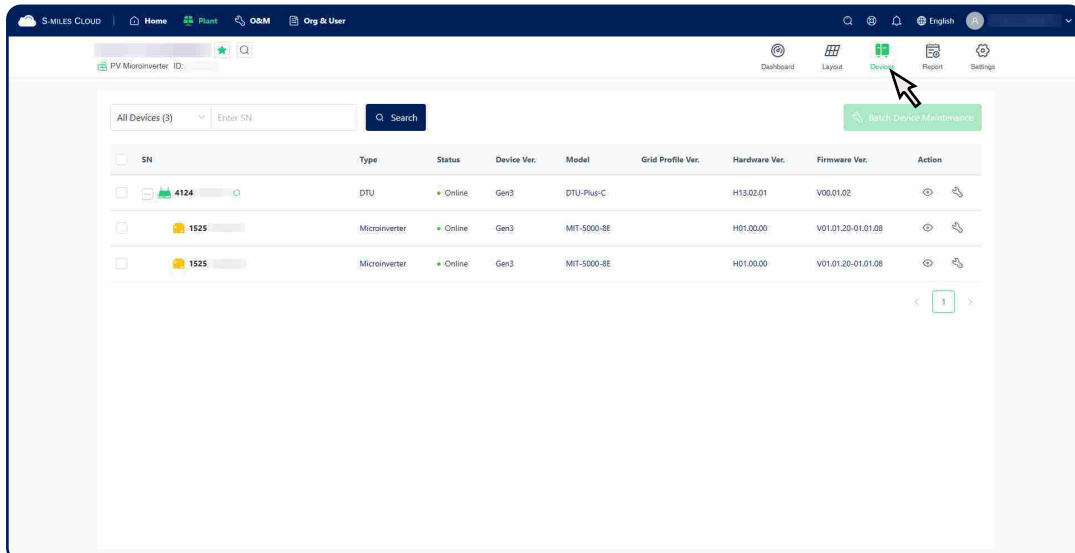 S-MILES CLOUD Home Plant O&M Org & User English
PV Microinverter ID:
Dashboard Layout Devices Report Settings
All Devices (3) Enter SN Search Batch Device Maintenance
SN Type Status Device Ver. Model Grid Profile Ver. Hardware Ver. Firmware Ver. Action
4124 DTU Online Gen3 DTU-Plus-C H13.02.01 V00.01.02
1525 Microinverter Online Gen3 MIT-5000-8E H01.00.00 V01.01.20-01.01.08
1525 Microinverter Online Gen3 MIT-5000-8E H01.00.00 V01.01.20-01.01.08
1